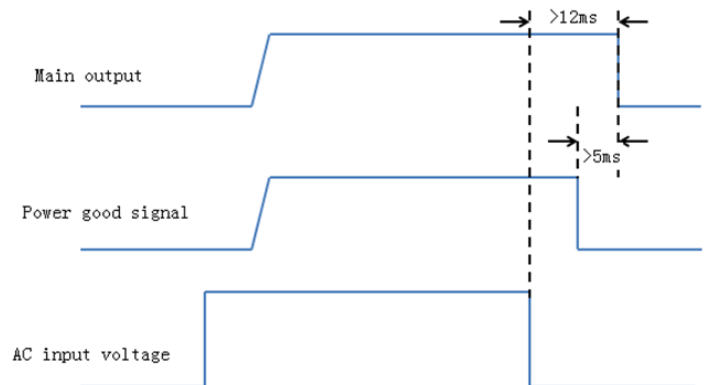 >12ms
Main output
>5ms
Power good signal
AC input voltage